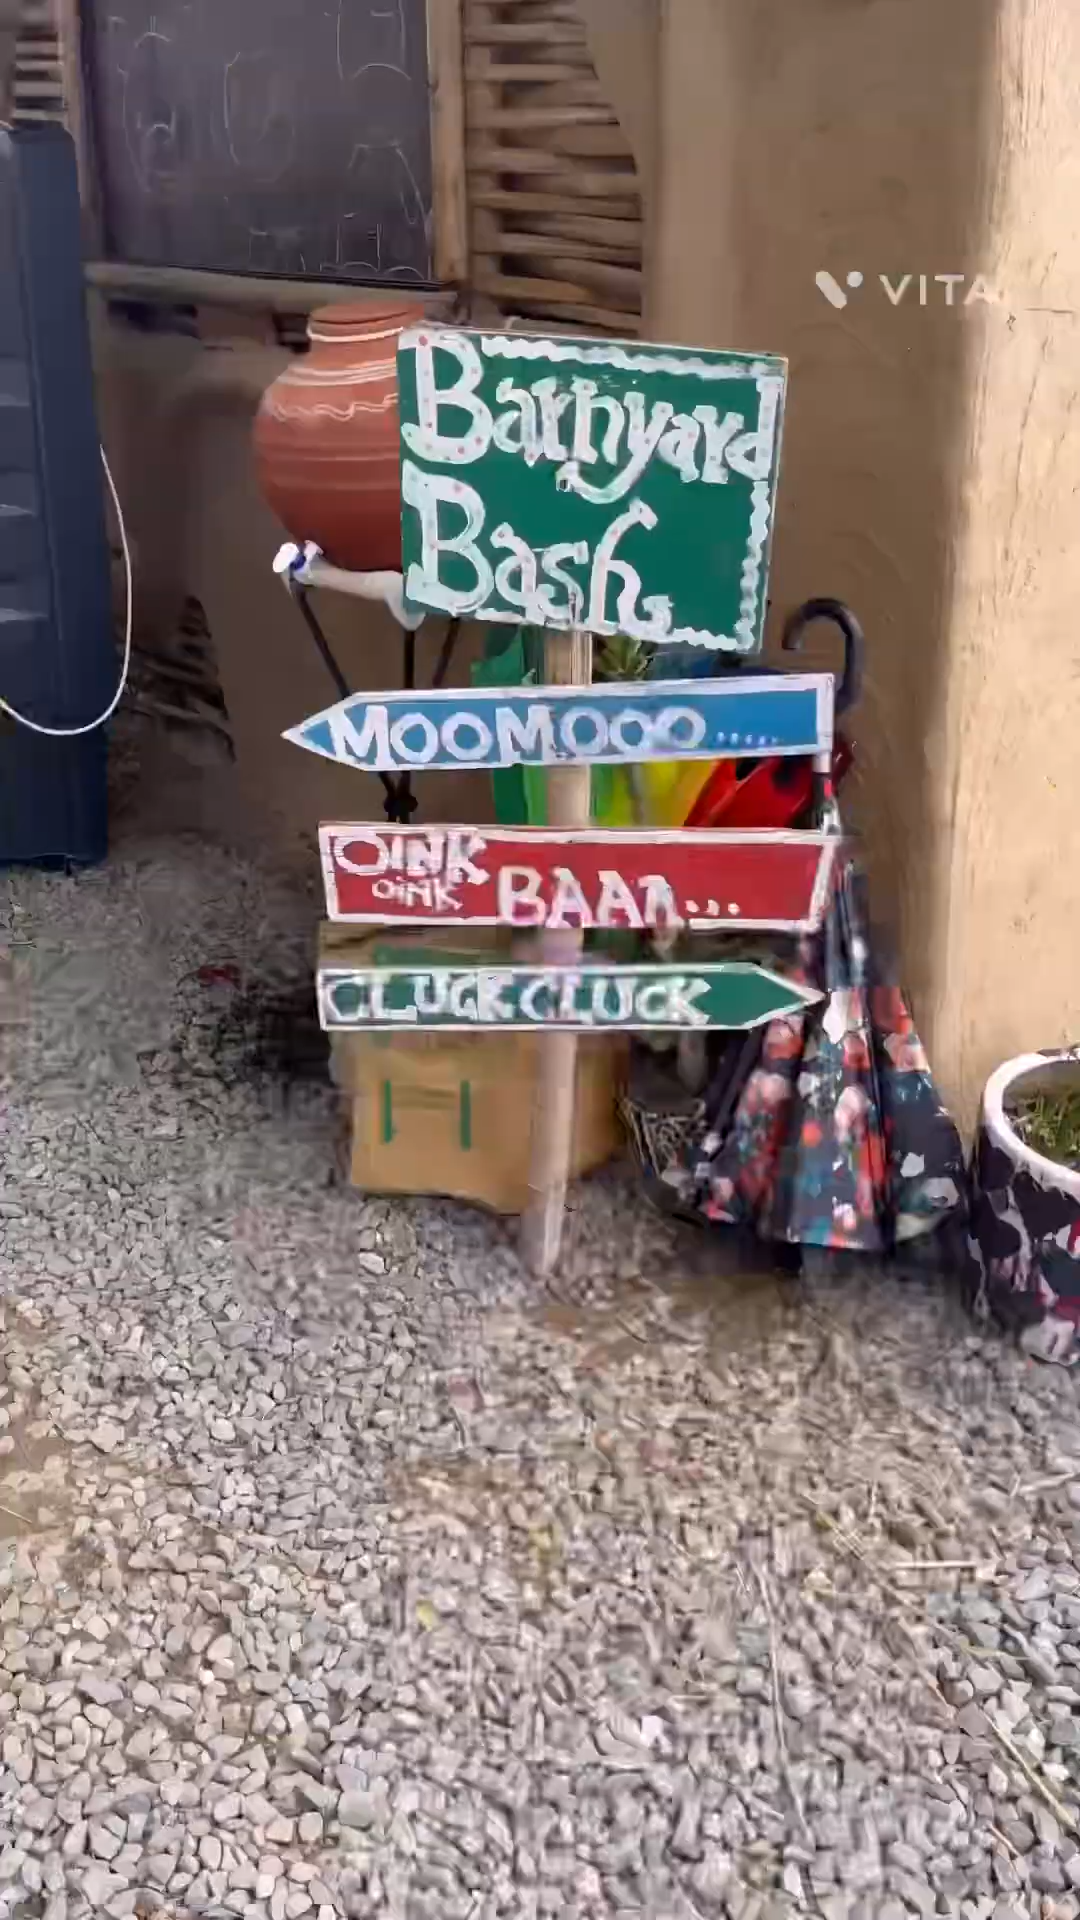 VITA
Barnyard
Bash
MOOMOOO......
OINK
OINK BAAA...
CLUCK CLUCK
H